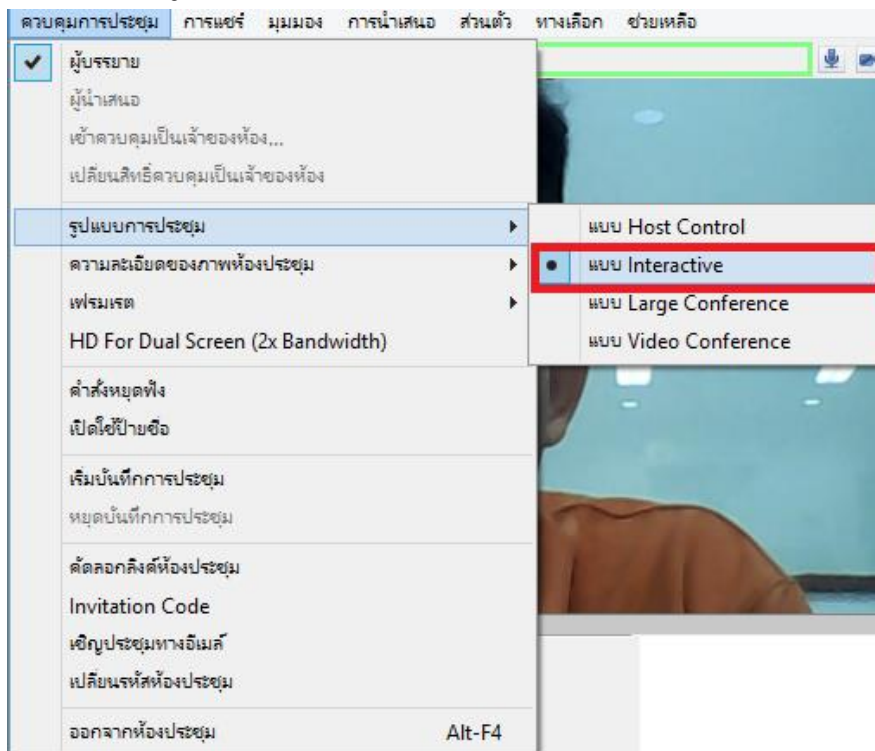 ควบคุมการประชุม การแชร์ มุมมอง การนำเสนอ ส่วนตัว ทางเลือก ช่วยเหลือ
ผู้บรรยาย
ผู้นำเสนอ
เข้าควบคุมเป็นเจ้าของห้อง...
เปลี่ยนสิทธิ์ควบคุมเป็นเจ้าของห้อง
รูปแบบการประชุม
แบบ Host Control
ความละเอียดของภาพห้องประชุม
แบบ Interactive
เฟรมเรต
แบบ Large Conference
HD For Dual Screen (2x Bandwidth)
แบบ Video Conference
คำสั่งหยุดฟัง
เปิดใช้ป้ายชื่อ
เริ่มบันทึกการประชุม
หยุดบันทึกการประชุม
คัดลอกลิงค์ห้องประชุม
Invitation Code
เชิญประชุมทางอีเมล์
เปลี่ยนรหัสห้องประชุม
ออกจากห้องประชุม Alt-F4